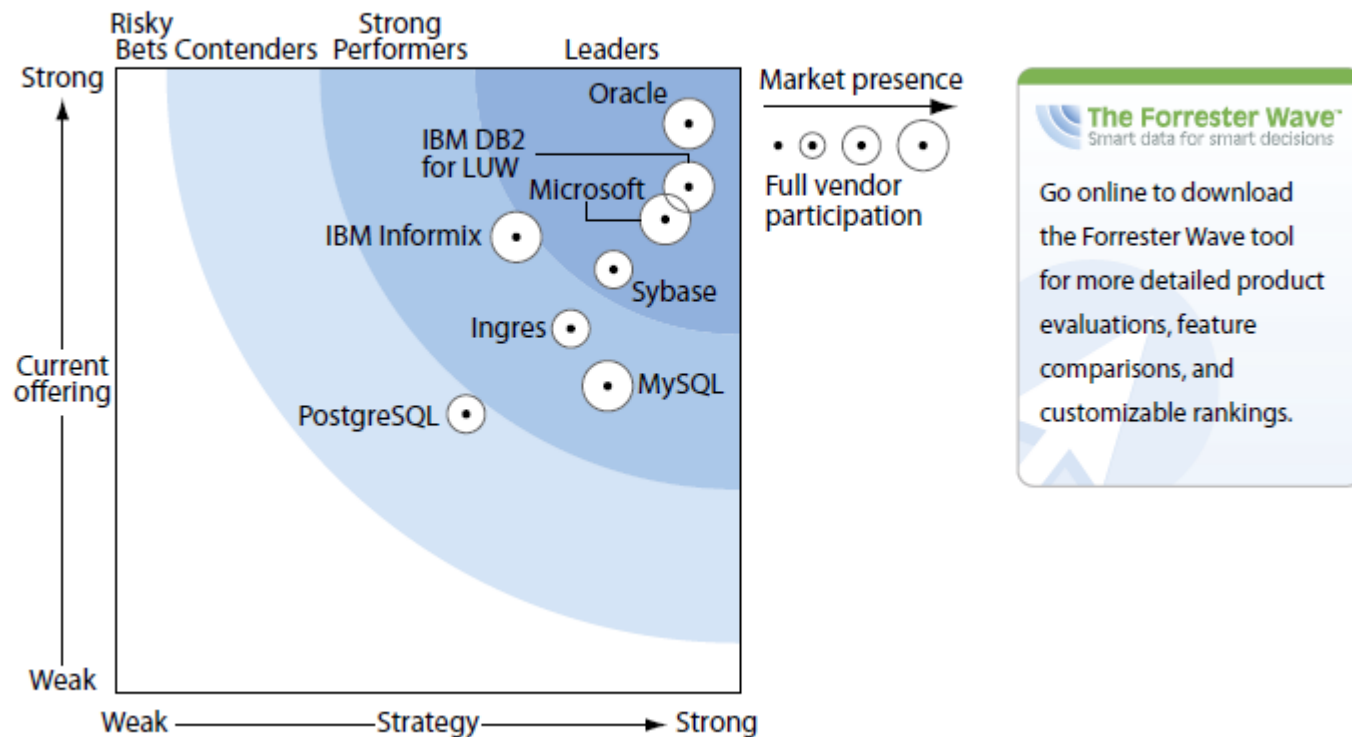 Risky
Bets
Contenders
Strong
Performers
Leaders
Strong
Current
offering
Weak
Weak
Strategy
Strong
Oracle
IBM DB2
for LUW
Microsoft
IBM Informix
Sybase
Ingres
MySQL
PostgreSQL
Market presence
Full vendor
participation
The Forrester Wave™
Smart data for smart decisions
Go online to download
the Forrester Wave tool
for more detailed product
evaluations, feature
comparisons, and
customizable rankings.